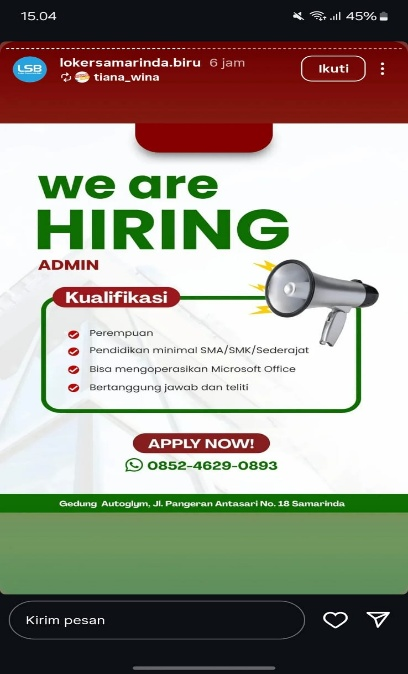 15.04
45%
LSB
lokersamarinda.biru 6 jam
tiana_wina
Ikuti
we are
HIRING
ADMIN
Kualifikasi
Perempuan
Pendidikan minimal SMA/SMK/Sederajat
Bisa mengoperasikan Microsoft Office
Bertanggung jawab dan teliti
APPLY NOW!
0852-4629-0893
Gedung Autoglym, Jl. Pangeran Antasari No. 18 Samarinda
Kirim pesan